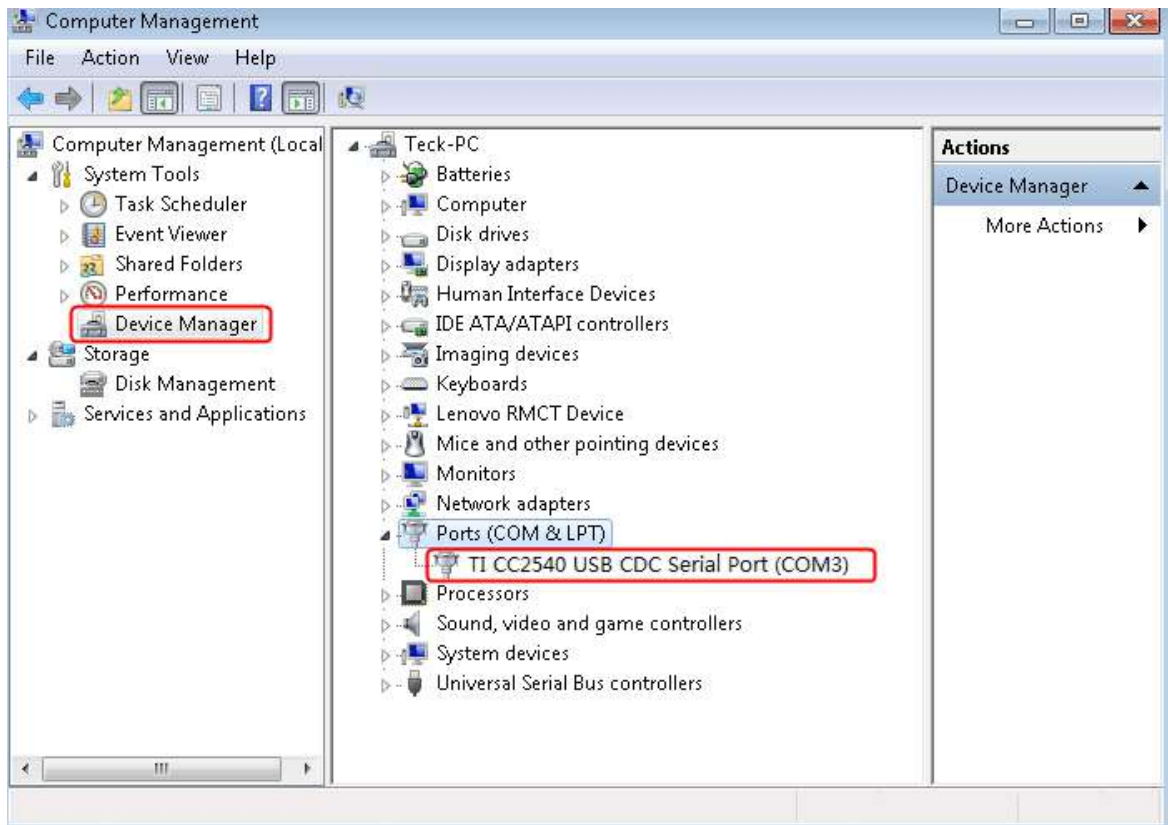 Computer Management
File Action View Help
Computer Management (Local
System Tools
Task Scheduler
Event Viewer
Shared Folders
Performance
Device Manager
Storage
Disk Management
Services and Applications
Teck-PC
Batteries
Computer
Disk drives
Display adapters
Human Interface Devices
IDE ATA/ATAPI controllers
Imaging devices
Keyboards
Lenovo RMCT Device
Mice and other pointing devices
Monitors
Network adapters
Ports (COM & LPT)
TI CC2540 USB CDC Serial Port (COM3)
Processors
Sound, video and game controllers
System devices
Universal Serial Bus controllers
Actions
Device Manager
More Actions